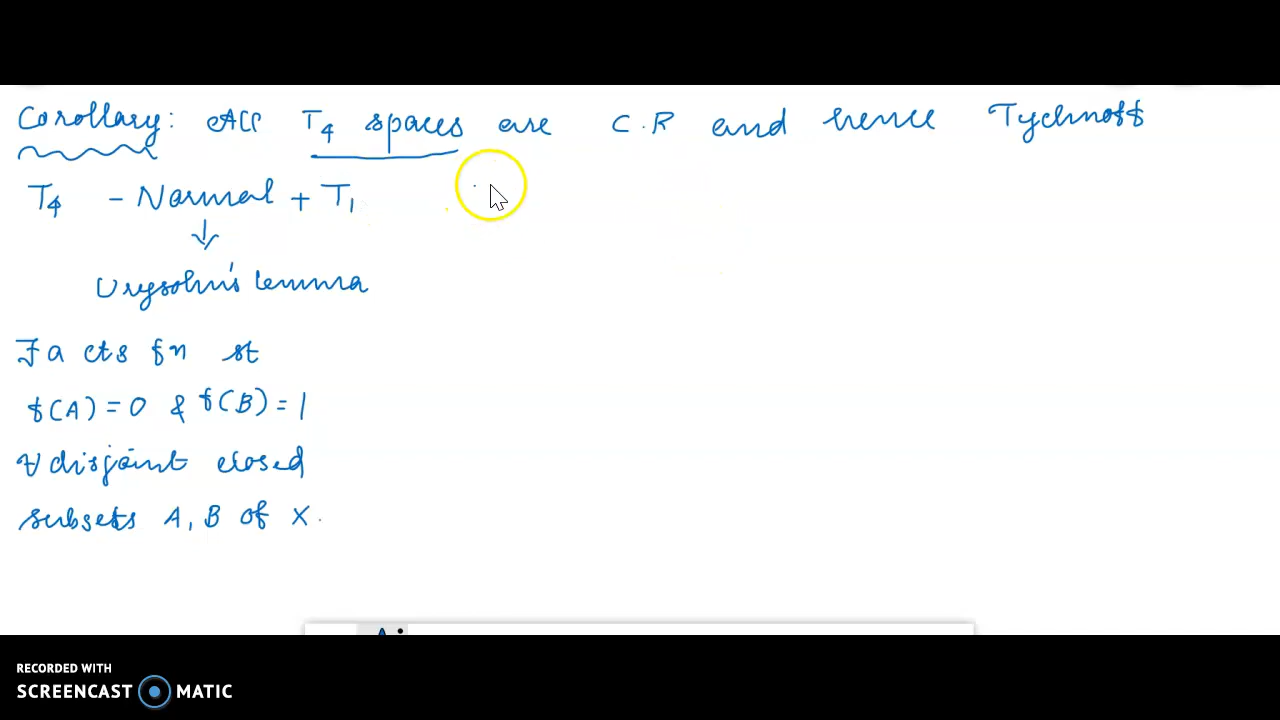 Corollary: All T4 spaces are C.R and hence Tychnoff
T4 - Normal + T1
↓
Urysohn's lemma
∃ a cts fn st
f(A) = 0 & f(B) = 1
∀ disjoint closed
subsets A, B of X.
RECORDED WITH
SCREENCAST MATIC